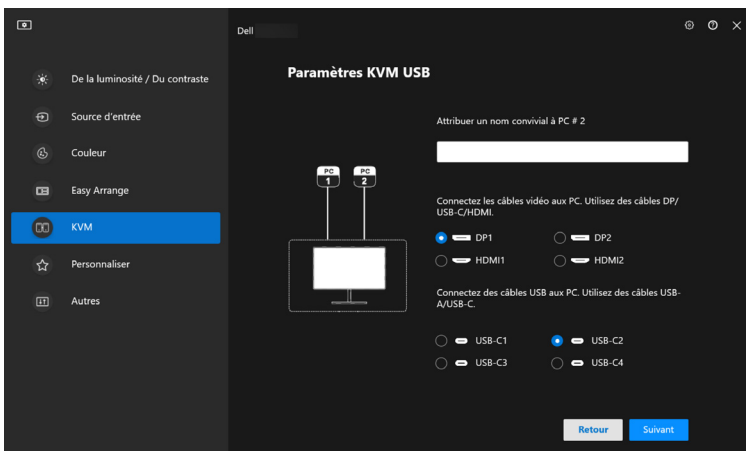 Dell
De la luminosité / Du contraste
Source d'entrée
Couleur
Easy Arrange
KVM
Personnaliser
Autres
Paramètres KVM USB
PC
1
PC
2
Attribuer un nom convivial à PC # 2
Connectez les câbles vidéo aux PC. Utilisez des câbles DP/
USB-C/HDMI.
DP1
DP2
HDMI1
HDMI2
Connectez des câbles USB aux PC. Utilisez des câbles USB-
A/USB-C.
USB-C1
USB-C2
USB-C3
USB-C4
Retour
Suivant